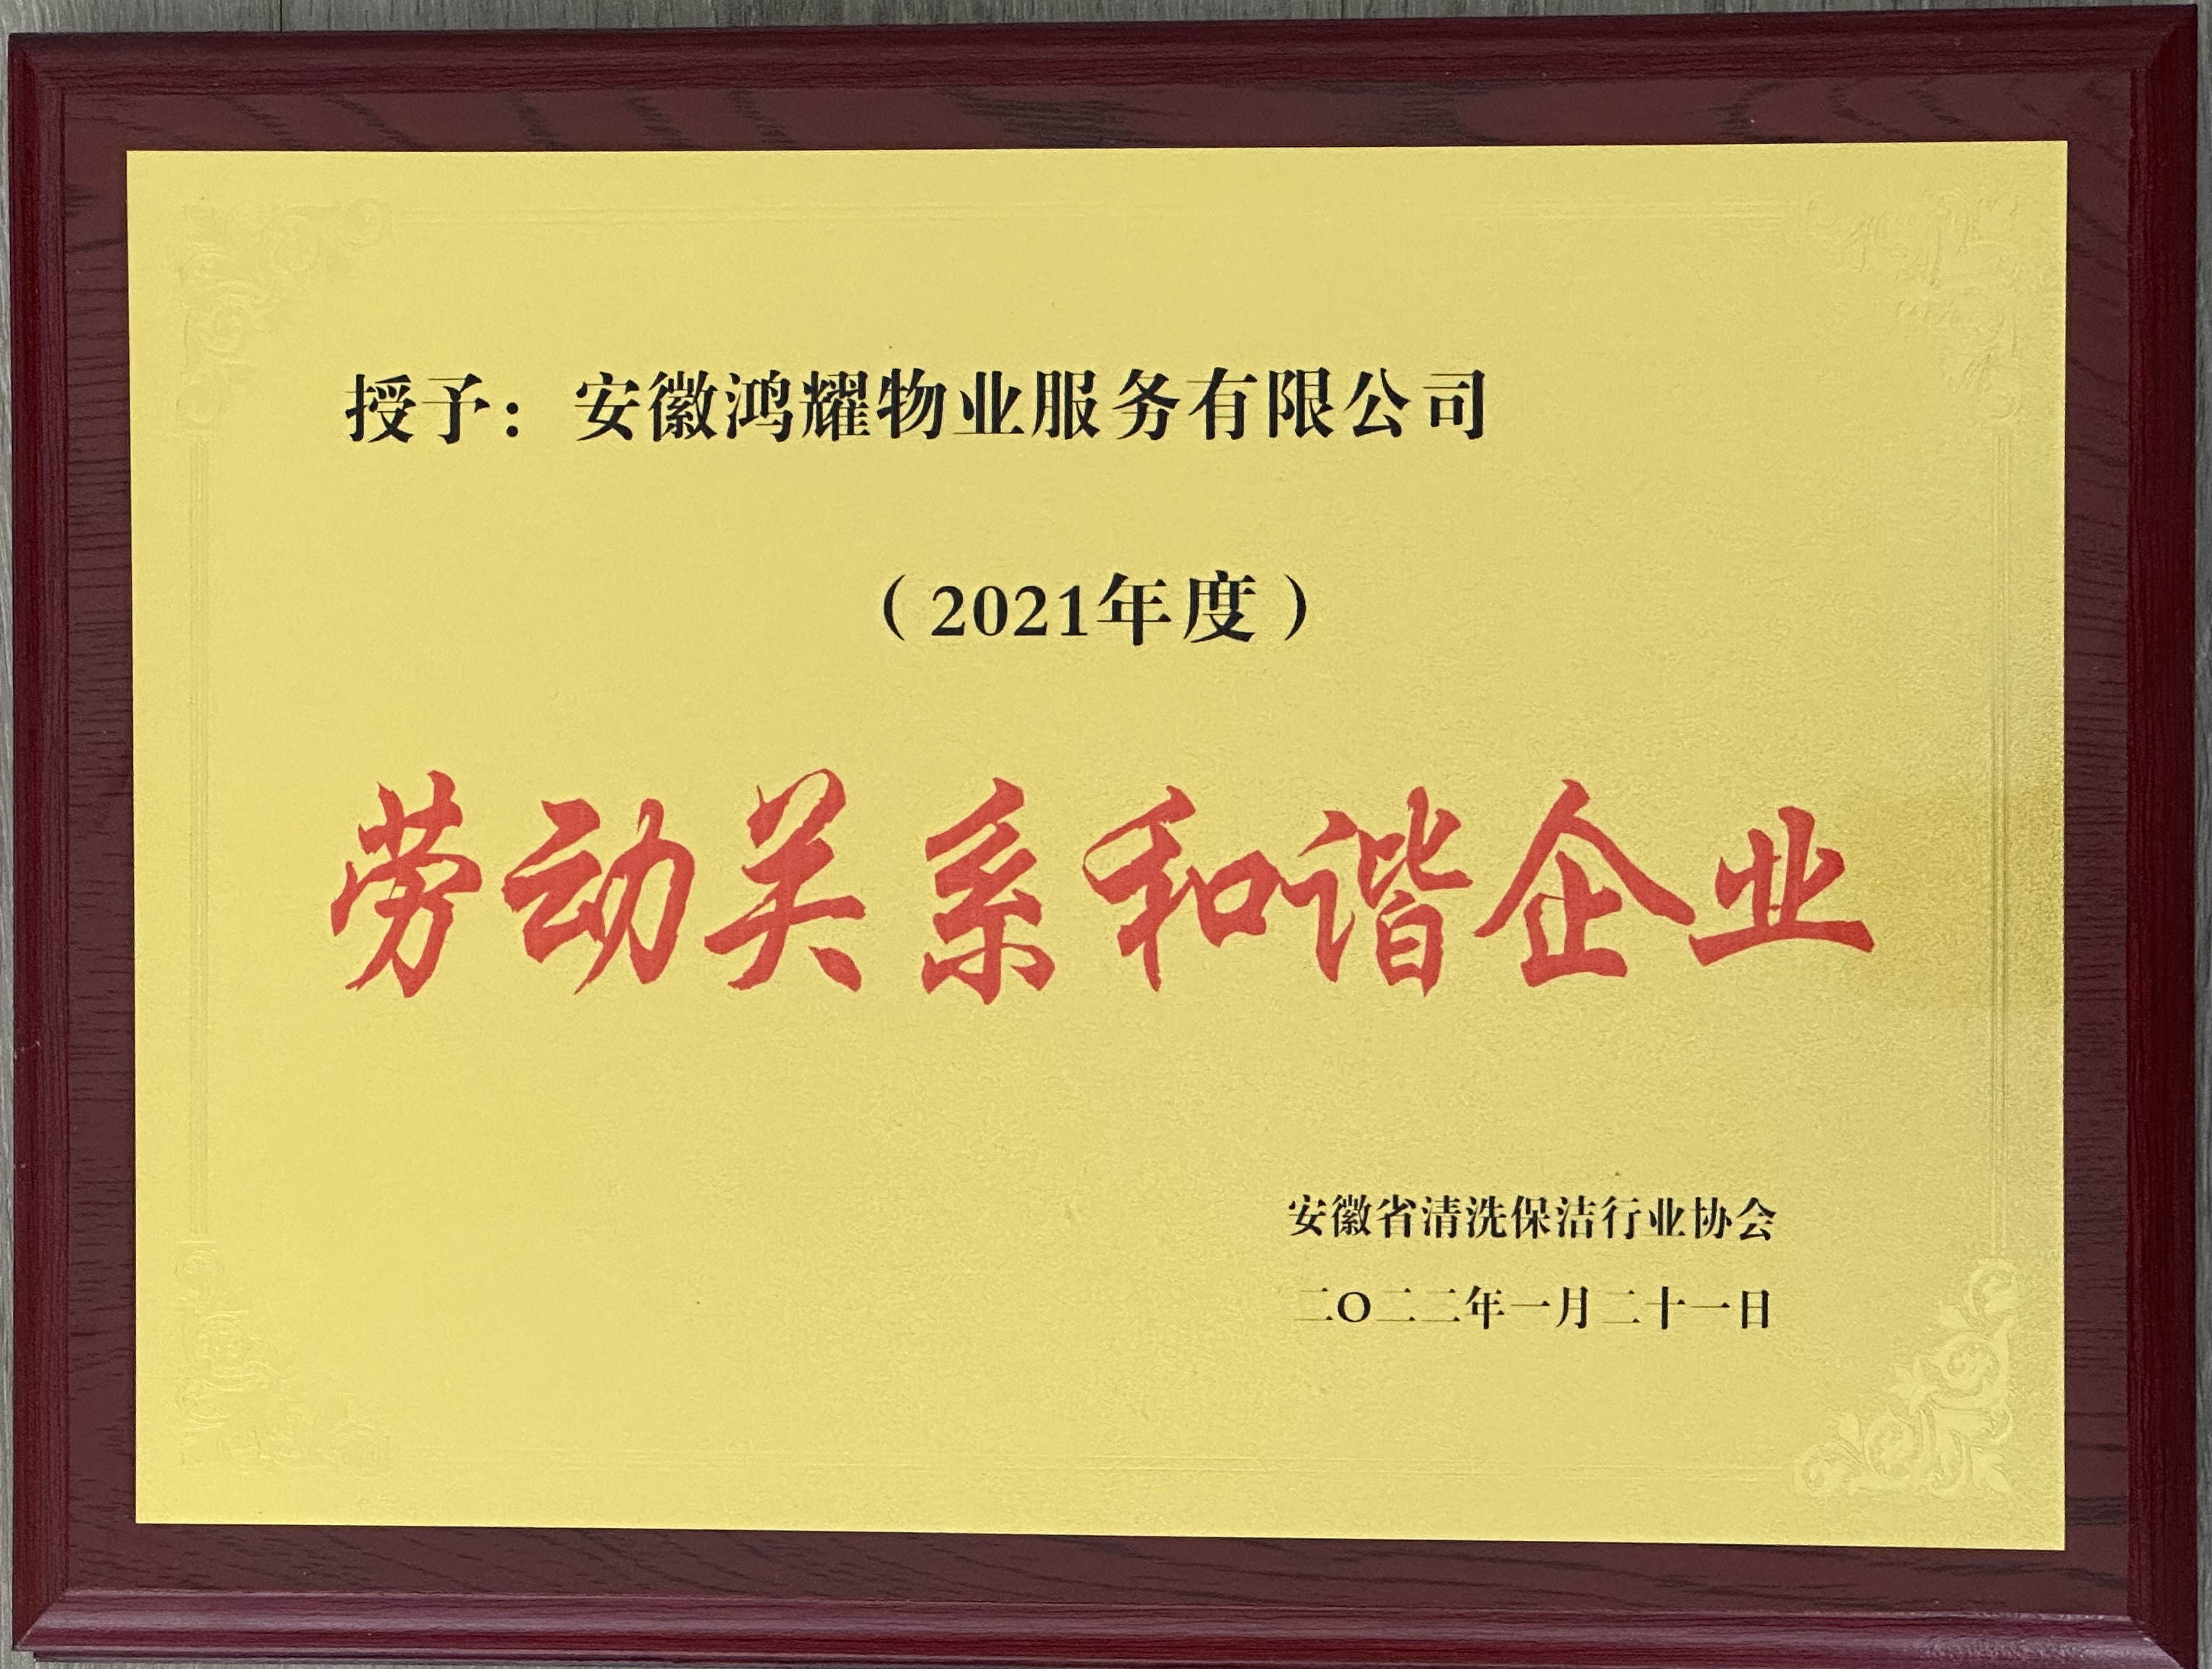 授予：安徽鸿耀物业服务有限公司
（2021年度）
劳动关系和谐企业
安徽省清洗保洁行业协会
二〇二二年一月二十一日